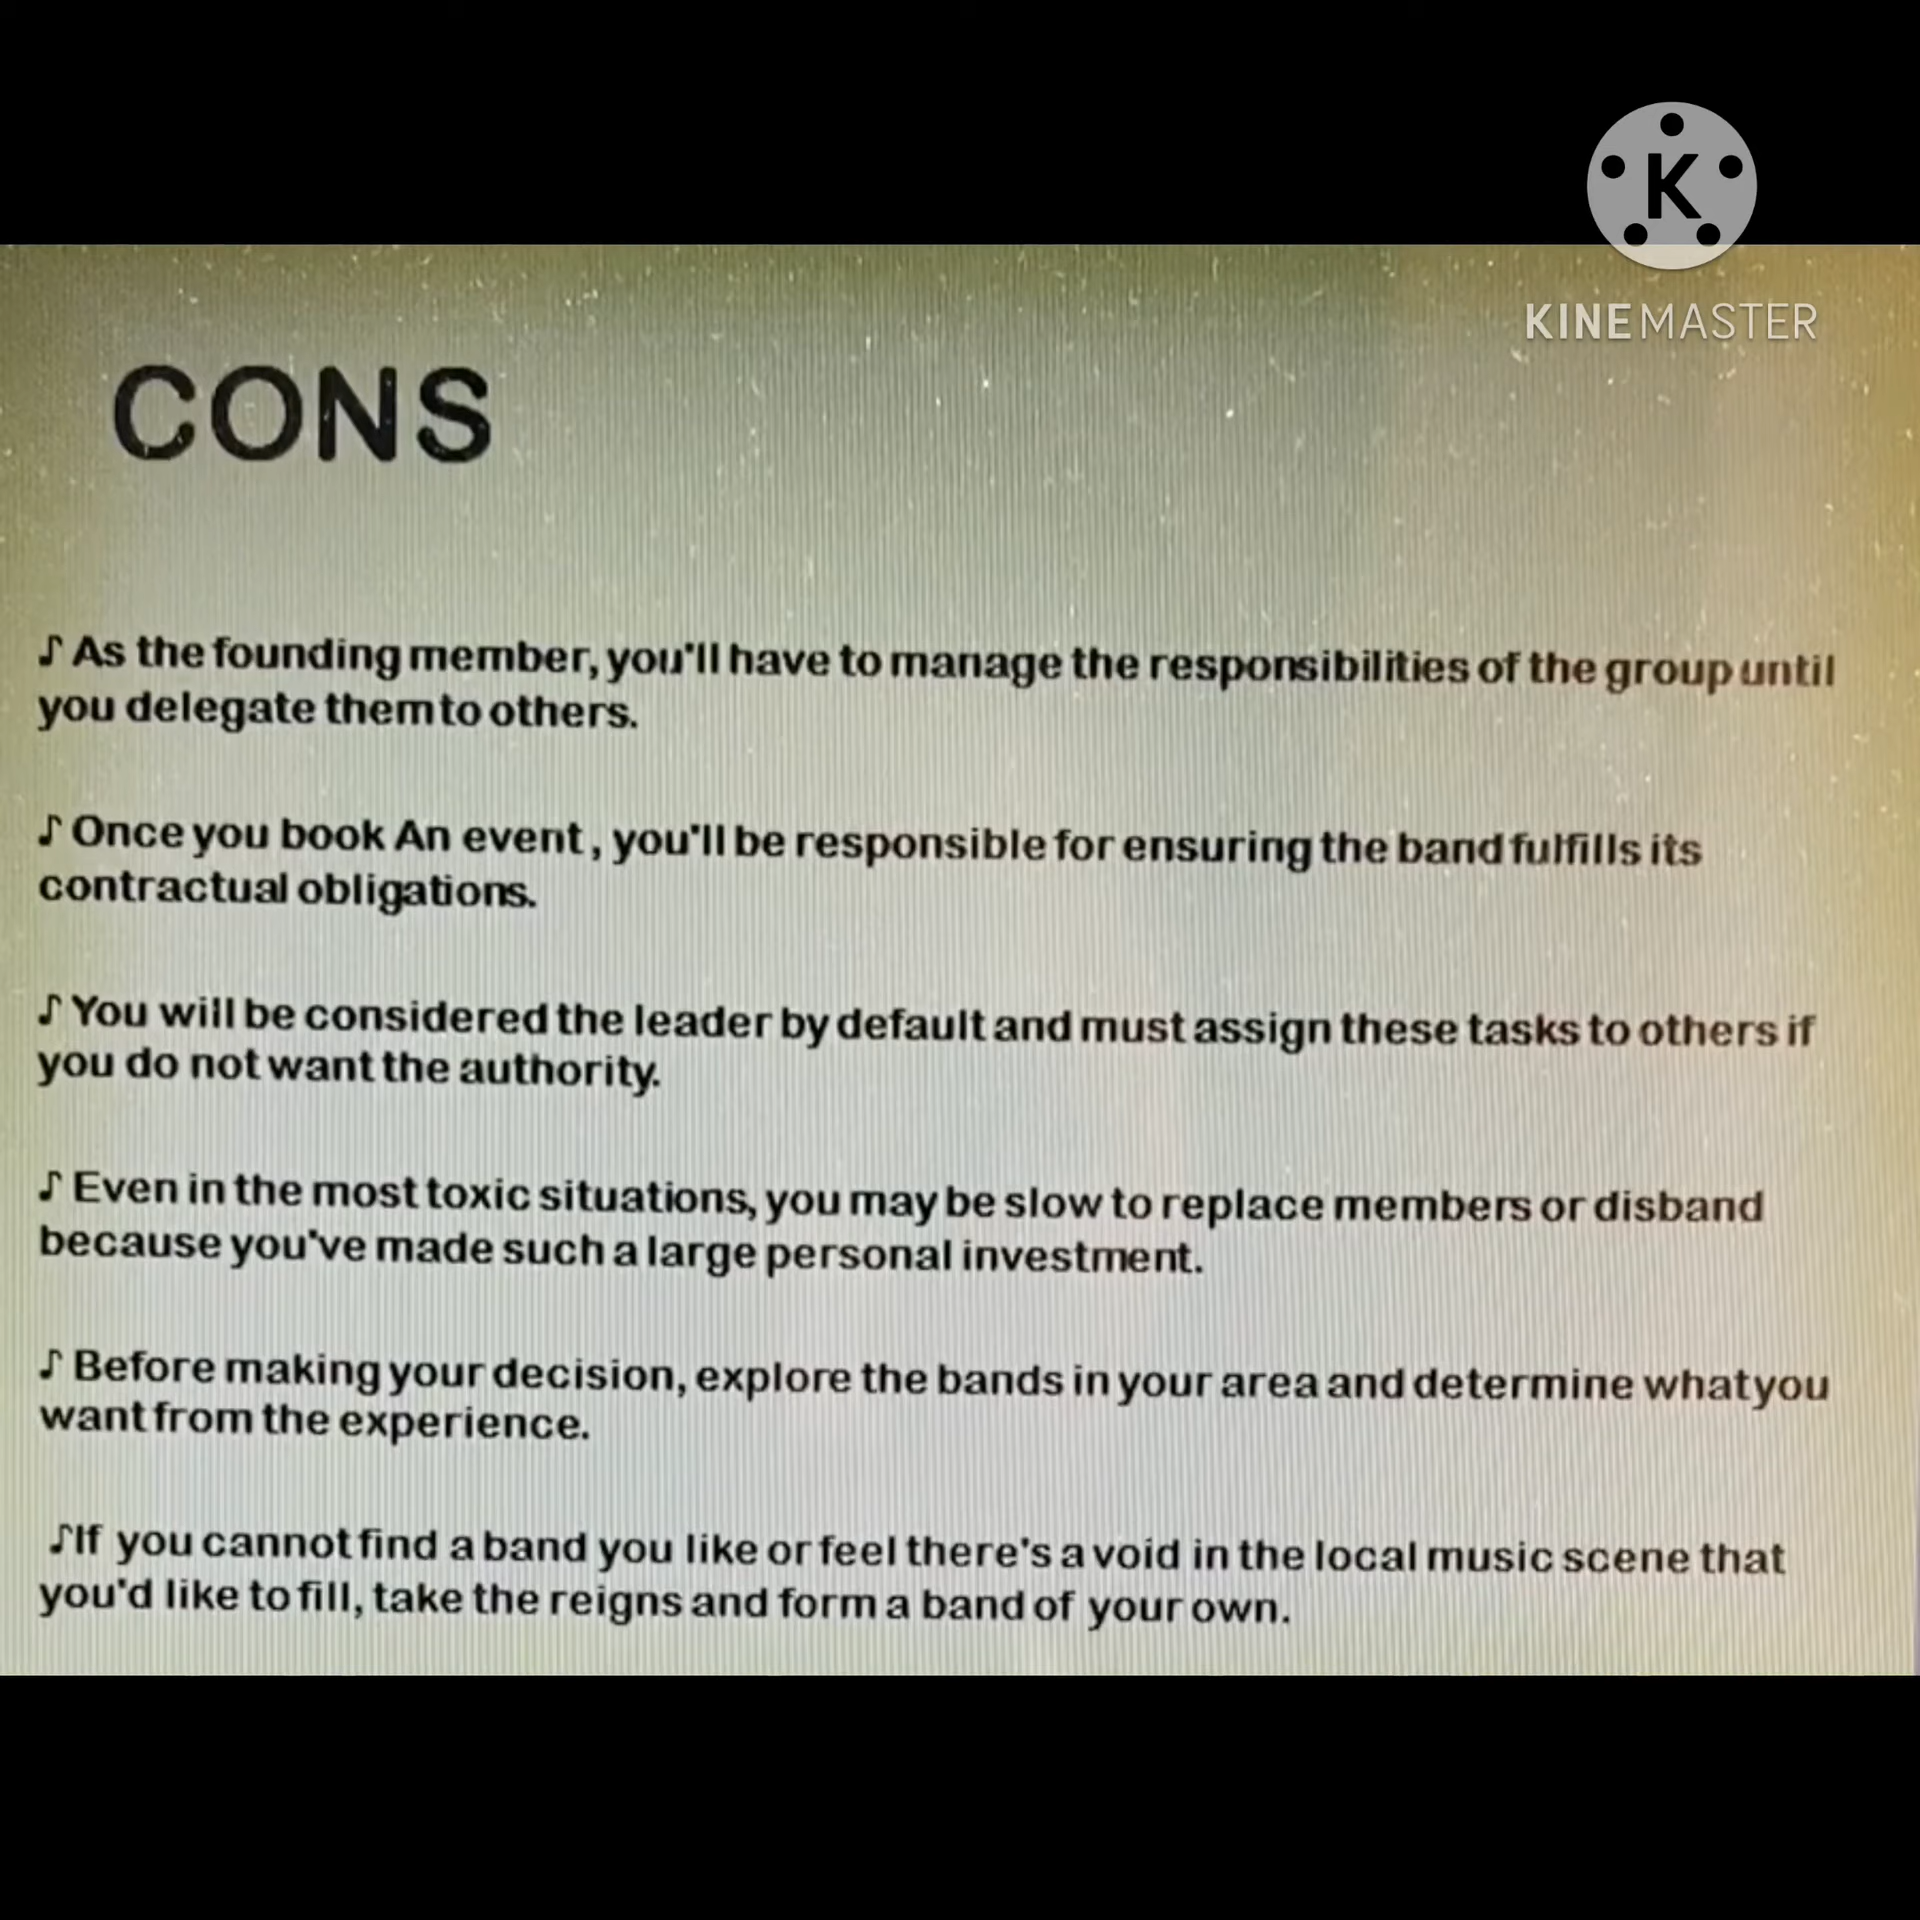 K
KINEMASTER
CONS
♪ As the founding member, you'll have to manage the responsibilities of the group until
you delegate them to others.
♪ Once you book An event, you'll be responsible for ensuring the band fulfills its
contractual obligations.
♪ You will be considered the leader by default and must assign these tasks to others if
you do not want the authority.
♪ Even in the most toxic situations, you may be slow to replace members or disband
because you've made such a large personal investment.
♪ Before making your decision, explore the bands in your area and determine what you
want from the experience.
♪If you cannot find a band you like or feel there's a void in the local music scene that
you'd like to fill, take the reigns and form a band of your own.